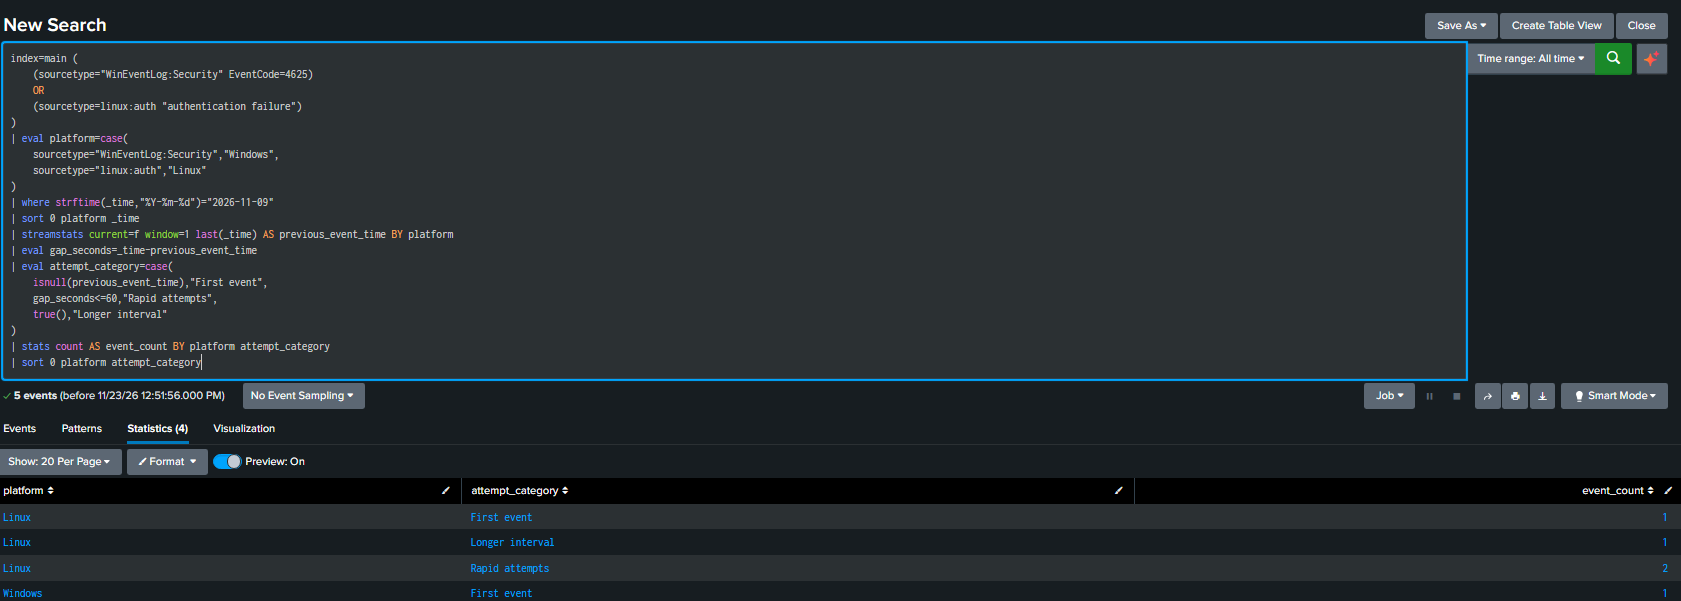 New Search
Save As
Create Table View
Close
index=main (
(sourcetype="WinEventLog:Security" EventCode=4625)
OR
(sourcetype=linux:auth "authentication failure")
)
| eval platform=case(
sourcetype="WinEventLog:Security","Windows",
sourcetype="linux:auth","Linux"
)
| where strftime(_time,"%Y-%m-%d")="2026-11-09"
| sort 0 platform _time
| streamstats current=f window=1 last(_time) AS previous_event_time BY platform
| eval gap_seconds=_time-previous_event_time
| eval attempt_category=case(
isnull(previous_event_time),"First event",
gap_seconds<=60,"Rapid attempts",
true(),"Longer interval"
)
| stats count AS event_count BY platform attempt_category
| sort 0 platform attempt_category
Time range: All time
5 events (before 11/23/26 12:51:56.000 PM)
No Event Sampling
Job
Smart Mode
Events
Patterns
Statistics (4)
Visualization
Show: 20 Per Page
Format
Preview: On
platform attempt_category event_count
Linux First event 1
Linux Longer interval 1
Linux Rapid attempts 2
Windows First event 1